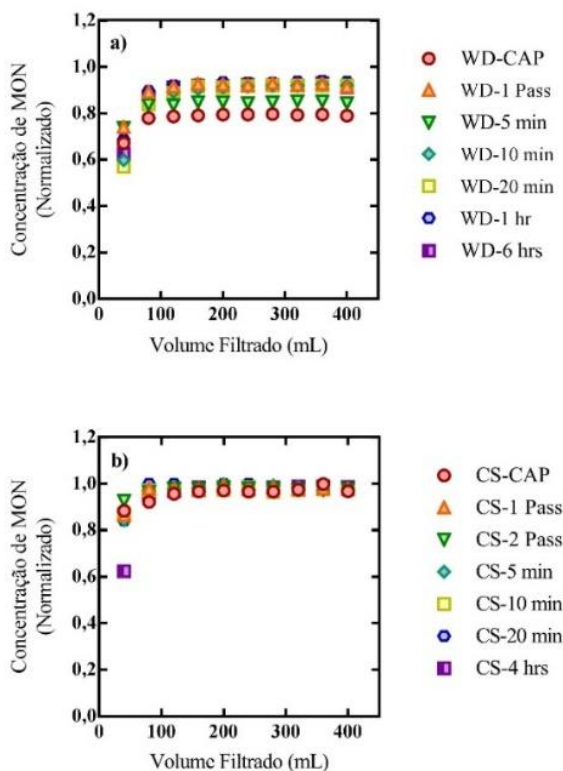 a)
Concentração de MON
(Normalizado)
1,2
1,0
0,8
0,6
0,4
0,2
0,0
0 100 200 300 400
Volume Filtrado (mL)
WD-CAP
WD-1 Pass
WD-5 min
WD-10 min
WD-20 min
WD-1 hr
WD-6 hrs
b)
Concentração de MON
(Normalizado)
1,2
1,0
0,8
0,6
0,4
0,2
0,0
0 100 200 300 400
Volume Filtrado (mL)
CS-CAP
CS-1 Pass
CS-2 Pass
CS-5 min
CS-10 min
CS-20 min
CS-4 hrs